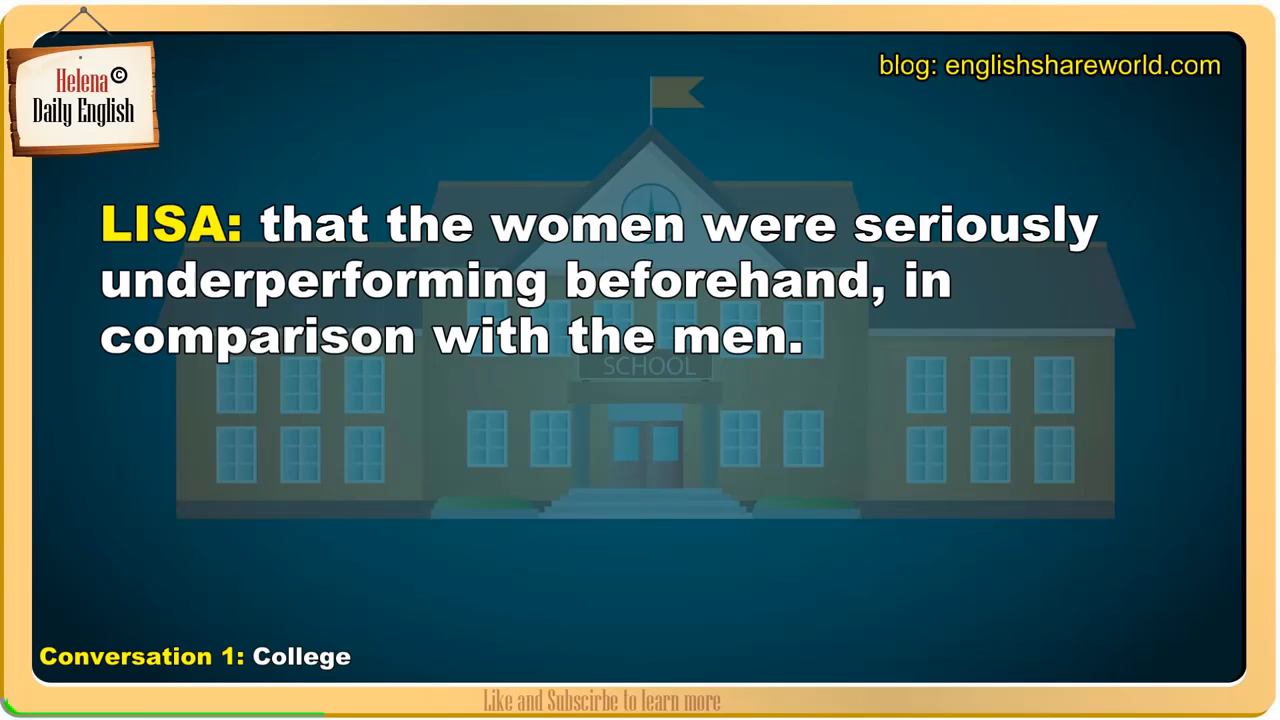 Helena ©
Daily English
blog: englishshareworld.com
LISA: that the women were seriously
underperforming beforehand, in
comparison with the men.
SCHOOL
Conversation 1: College
Like and Subscirbe to learn more